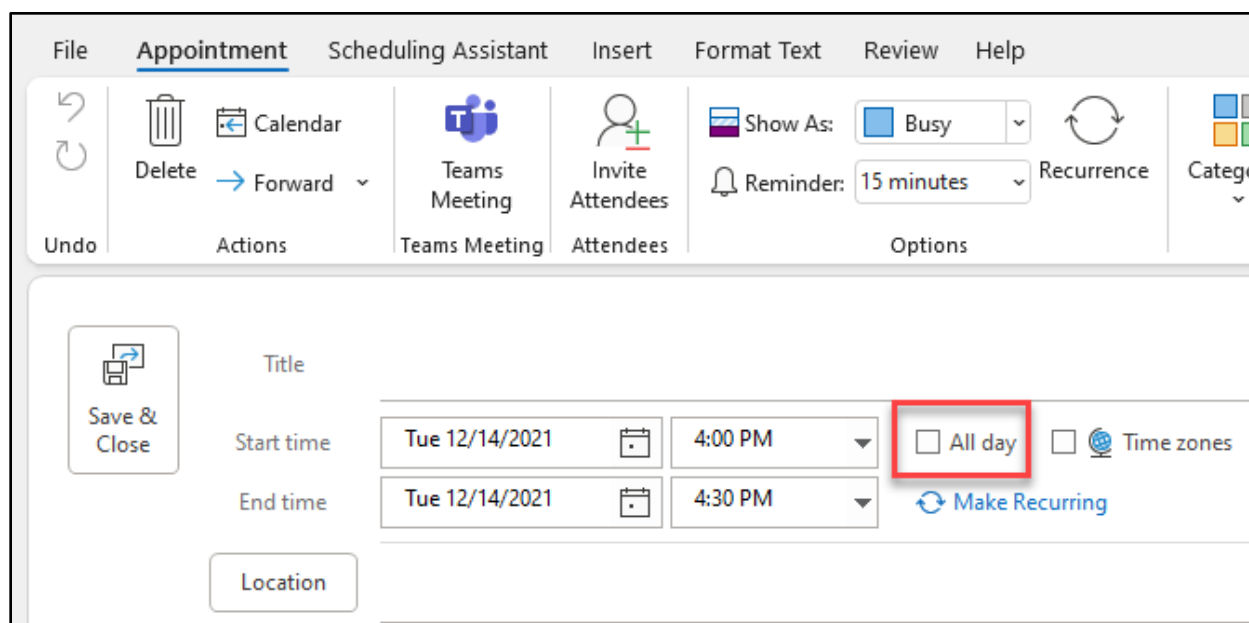 File Appointment Scheduling Assistant Insert Format Text Review Help
Calendar Show As: Busy
Delete Teams Meeting Invite Attendees Recurrence
Forward Reminder: 15 minutes
Undo Actions Teams Meeting Attendees Options
Save & Close
Title
Start time Tue 12/14/2021 4:00 PM All day Time zones
End time Tue 12/14/2021 4:30 PM Make Recurring
Location